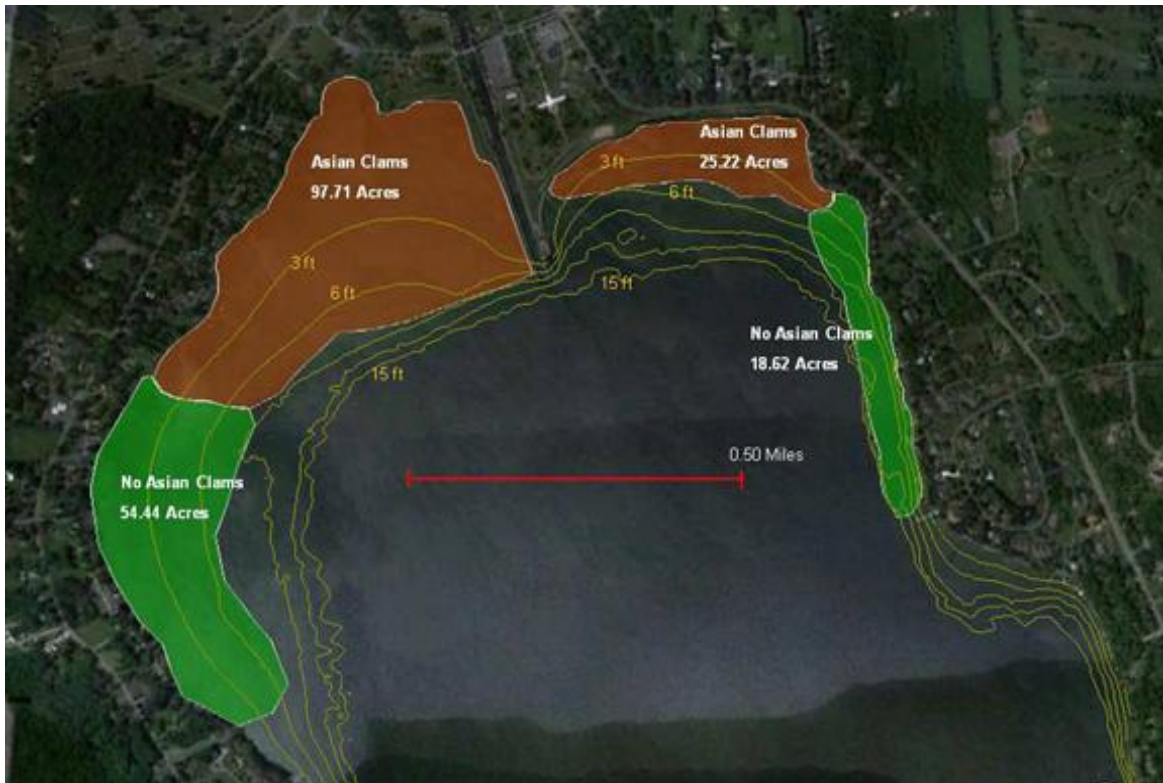 Asian Clams
97.71 Acres
Asian Clams
25.22 Acres
3 ft
6 ft
3 ft
6 ft
15 ft
15 ft
No Asian Clams
18.62 Acres
0.50 Miles
No Asian Clams
54.44 Acres